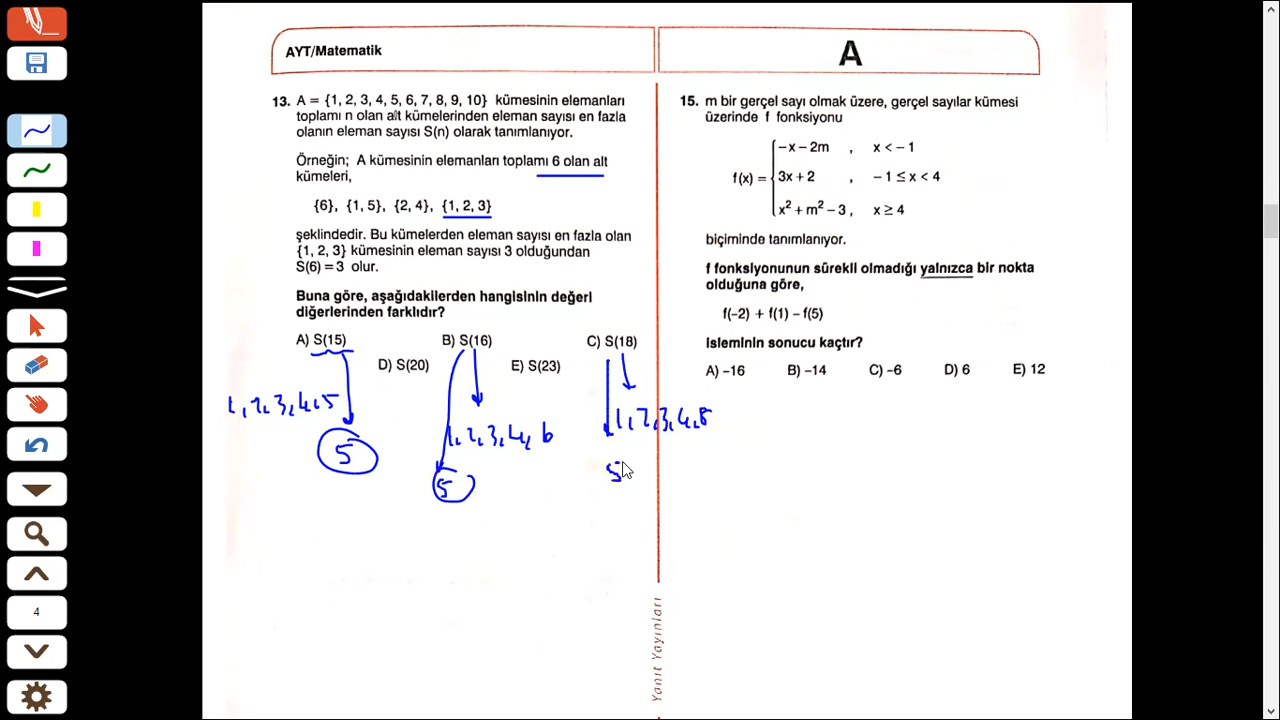 AYT/Matematik
A
13. A = {1, 2, 3, 4, 5, 6, 7, 8, 9, 10} kümesinin elemanları
toplamı n olan alt kümelerinden eleman sayısı en fazla
olanın eleman sayısı S(n) olarak tanımlanıyor.
Örneğin; A kümesinin elemanları toplamı 6 olan alt
kümeleri,
{6}, {1, 5}, {2, 4}, {1, 2, 3}
şeklindedir. Bu kümelerden eleman sayısı en fazla olan
{1, 2, 3} kümesinin eleman sayısı 3 olduğundan
S(6) = 3 olur.
Buna göre, aşağıdakilerden hangisinin değeri
diğerlerinden farklıdır?
A) S(15) B) S(16) C) S(18)
D) S(20) E) S(23)
1, 2, 3, 4, 5
5
1, 2, 3, 4, 6
5
1, 2, 3, 4, 8
5
15. m bir gerçel sayı olmak üzere, gerçel sayılar kümesi
üzerinde f fonksiyonu
-x - 2m , x < -1
f(x) = 3x + 2 , -1 ≤ x < 4
x² + m² - 3 , x ≥ 4
biçiminde tanımlanıyor.
f fonksiyonunun sürekli olmadığı yalnızca bir nokta
olduğuna göre,
f(-2) + f(1) - f(5)
işleminin sonucu kaçtır?
A) -16 B) -14 C) -6 D) 6 E) 12
Yanıt Yayınları
4